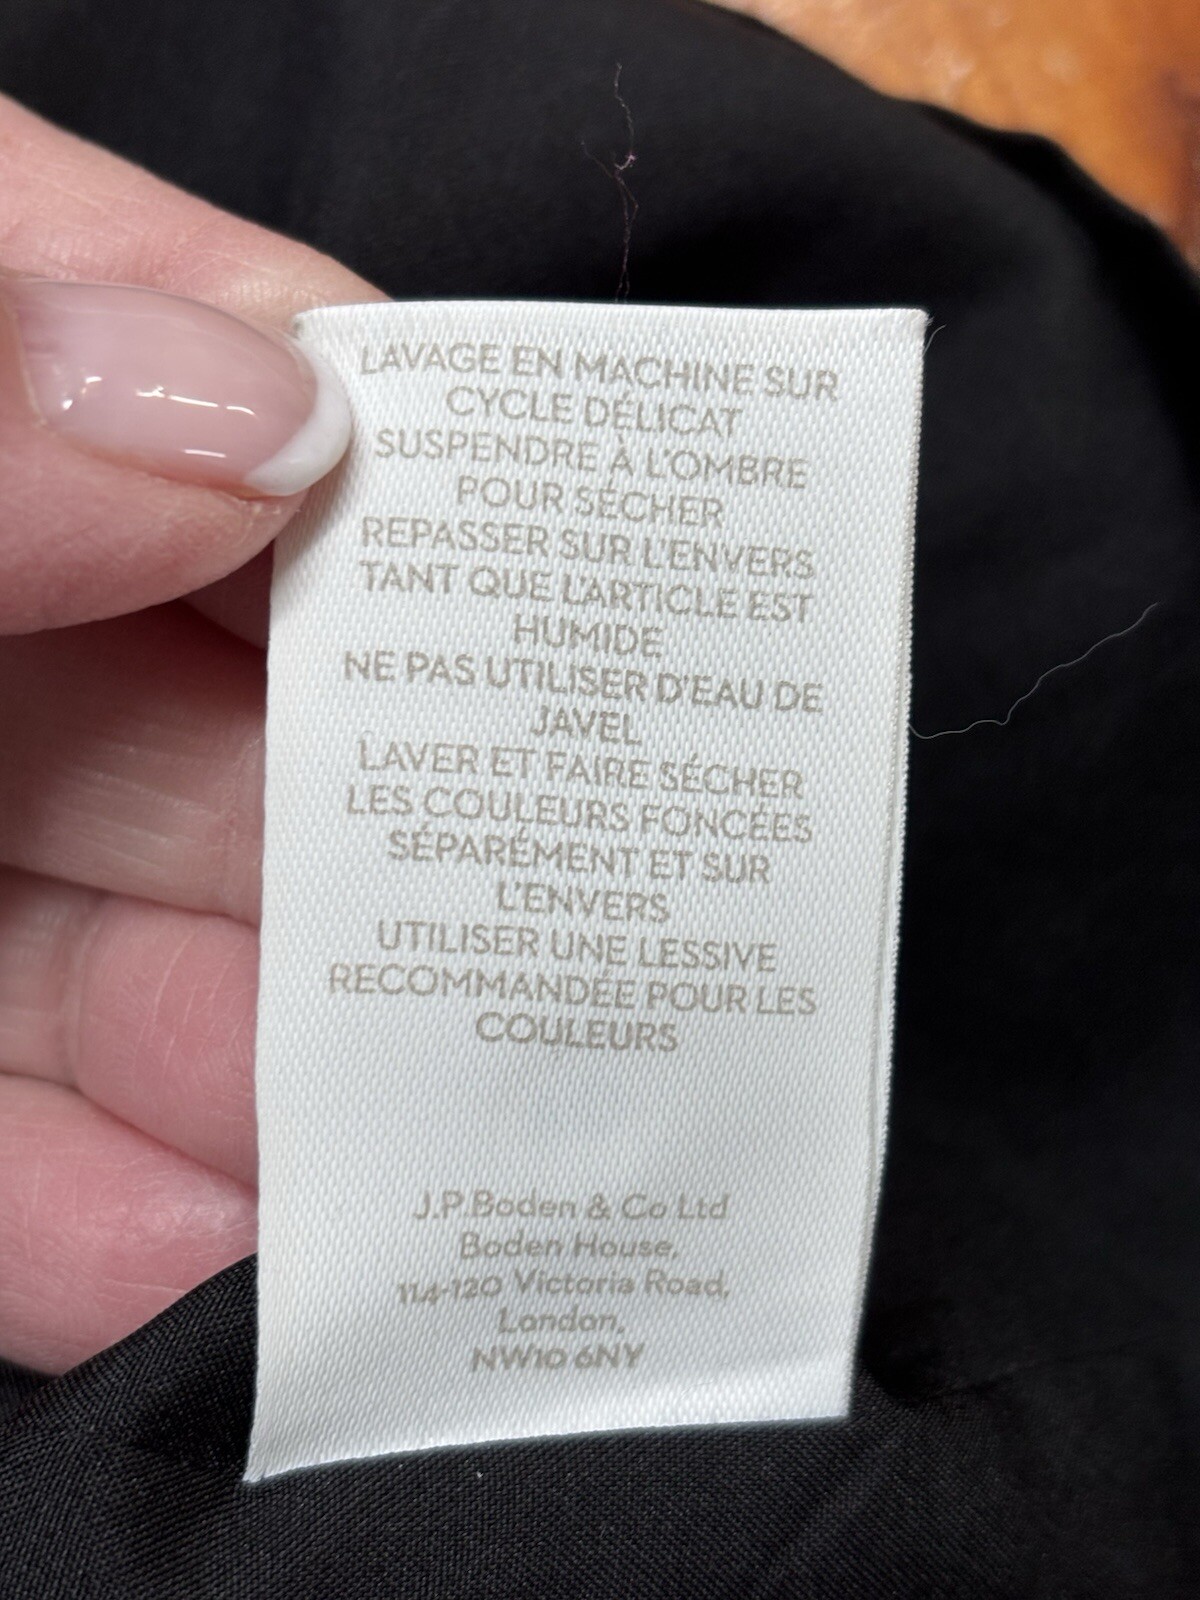 LAVAGE EN MACHINE SUR
CYCLE DÉLICAT
SUSPENDRE À L'OMBRE
POUR SÉCHER
REPASSER SUR L'ENVERS
TANT QUE L'ARTICLE EST
HUMIDE
NE PAS UTILISER D'EAU DE
JAVEL
LAVER ET FAIRE SÉCHER
LES COULEURS FONCÉES
SÉPARÉMENT ET SUR
L'ENVERS
UTILISER UNE LESSIVE
RECOMMANDÉE POUR LES
COULEURS
J.P.Boden & Co Ltd
Boden House,
114-120 Victoria Road,
London,
NW10 6NY